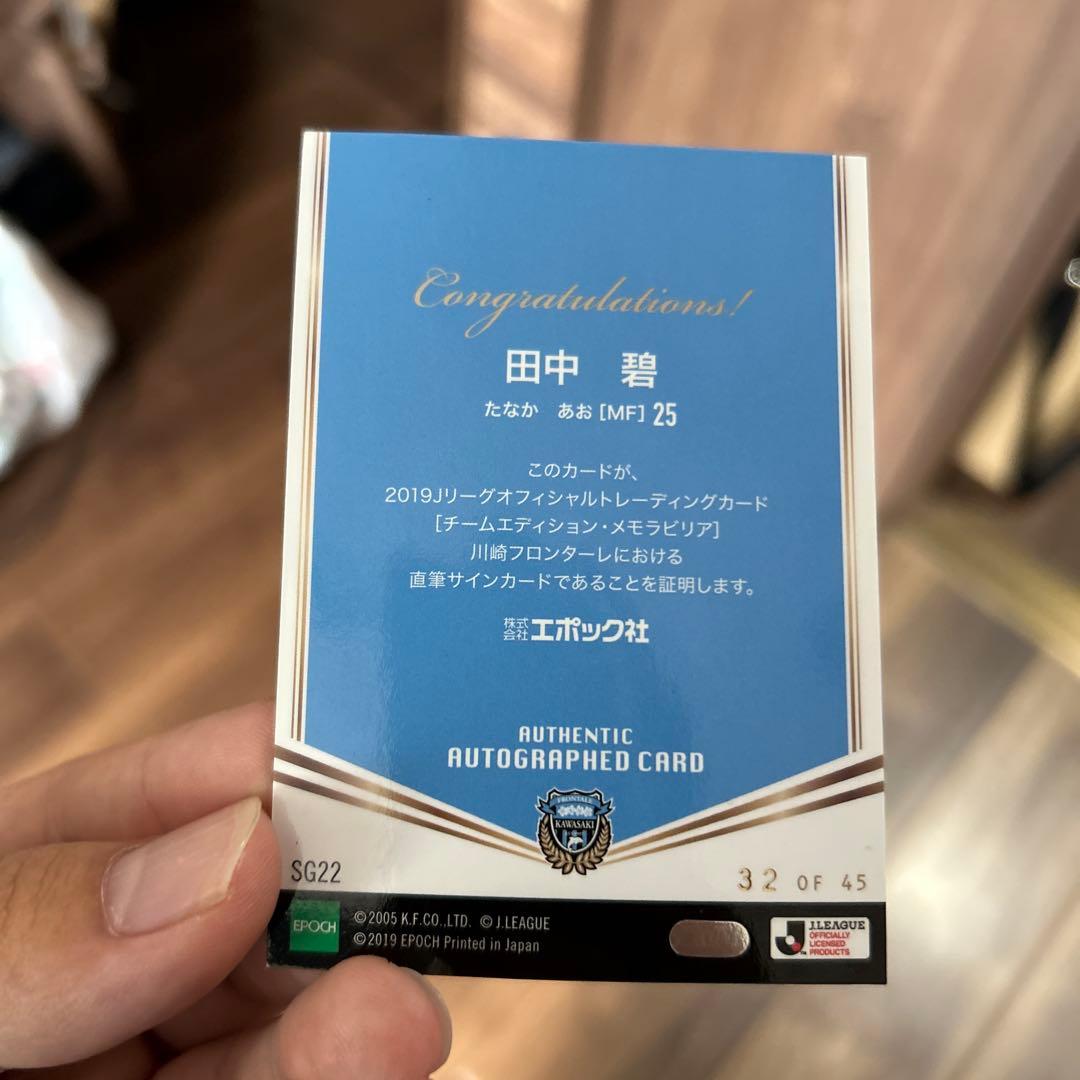 Congratulations!
田中 碧
たなか あお [MF] 25
このカードが、
2019Jリーグオフィシャルトレーディングカード
[チームエディション・メモラビリア]
川崎フロンターレにおける
直筆サインカードであることを証明します。
株式会社エポック社
AUTHENTIC
AUTOGRAPHED CARD
FRONTALE
KAWASAKI
SG22
32 OF 45
EPOCH
©2005 K.F.CO.,LTD. ©J.LEAGUE
©2019 EPOCH Printed in Japan
J.LEAGUE
OFFICIALLY
LICENSED
PRODUCTS